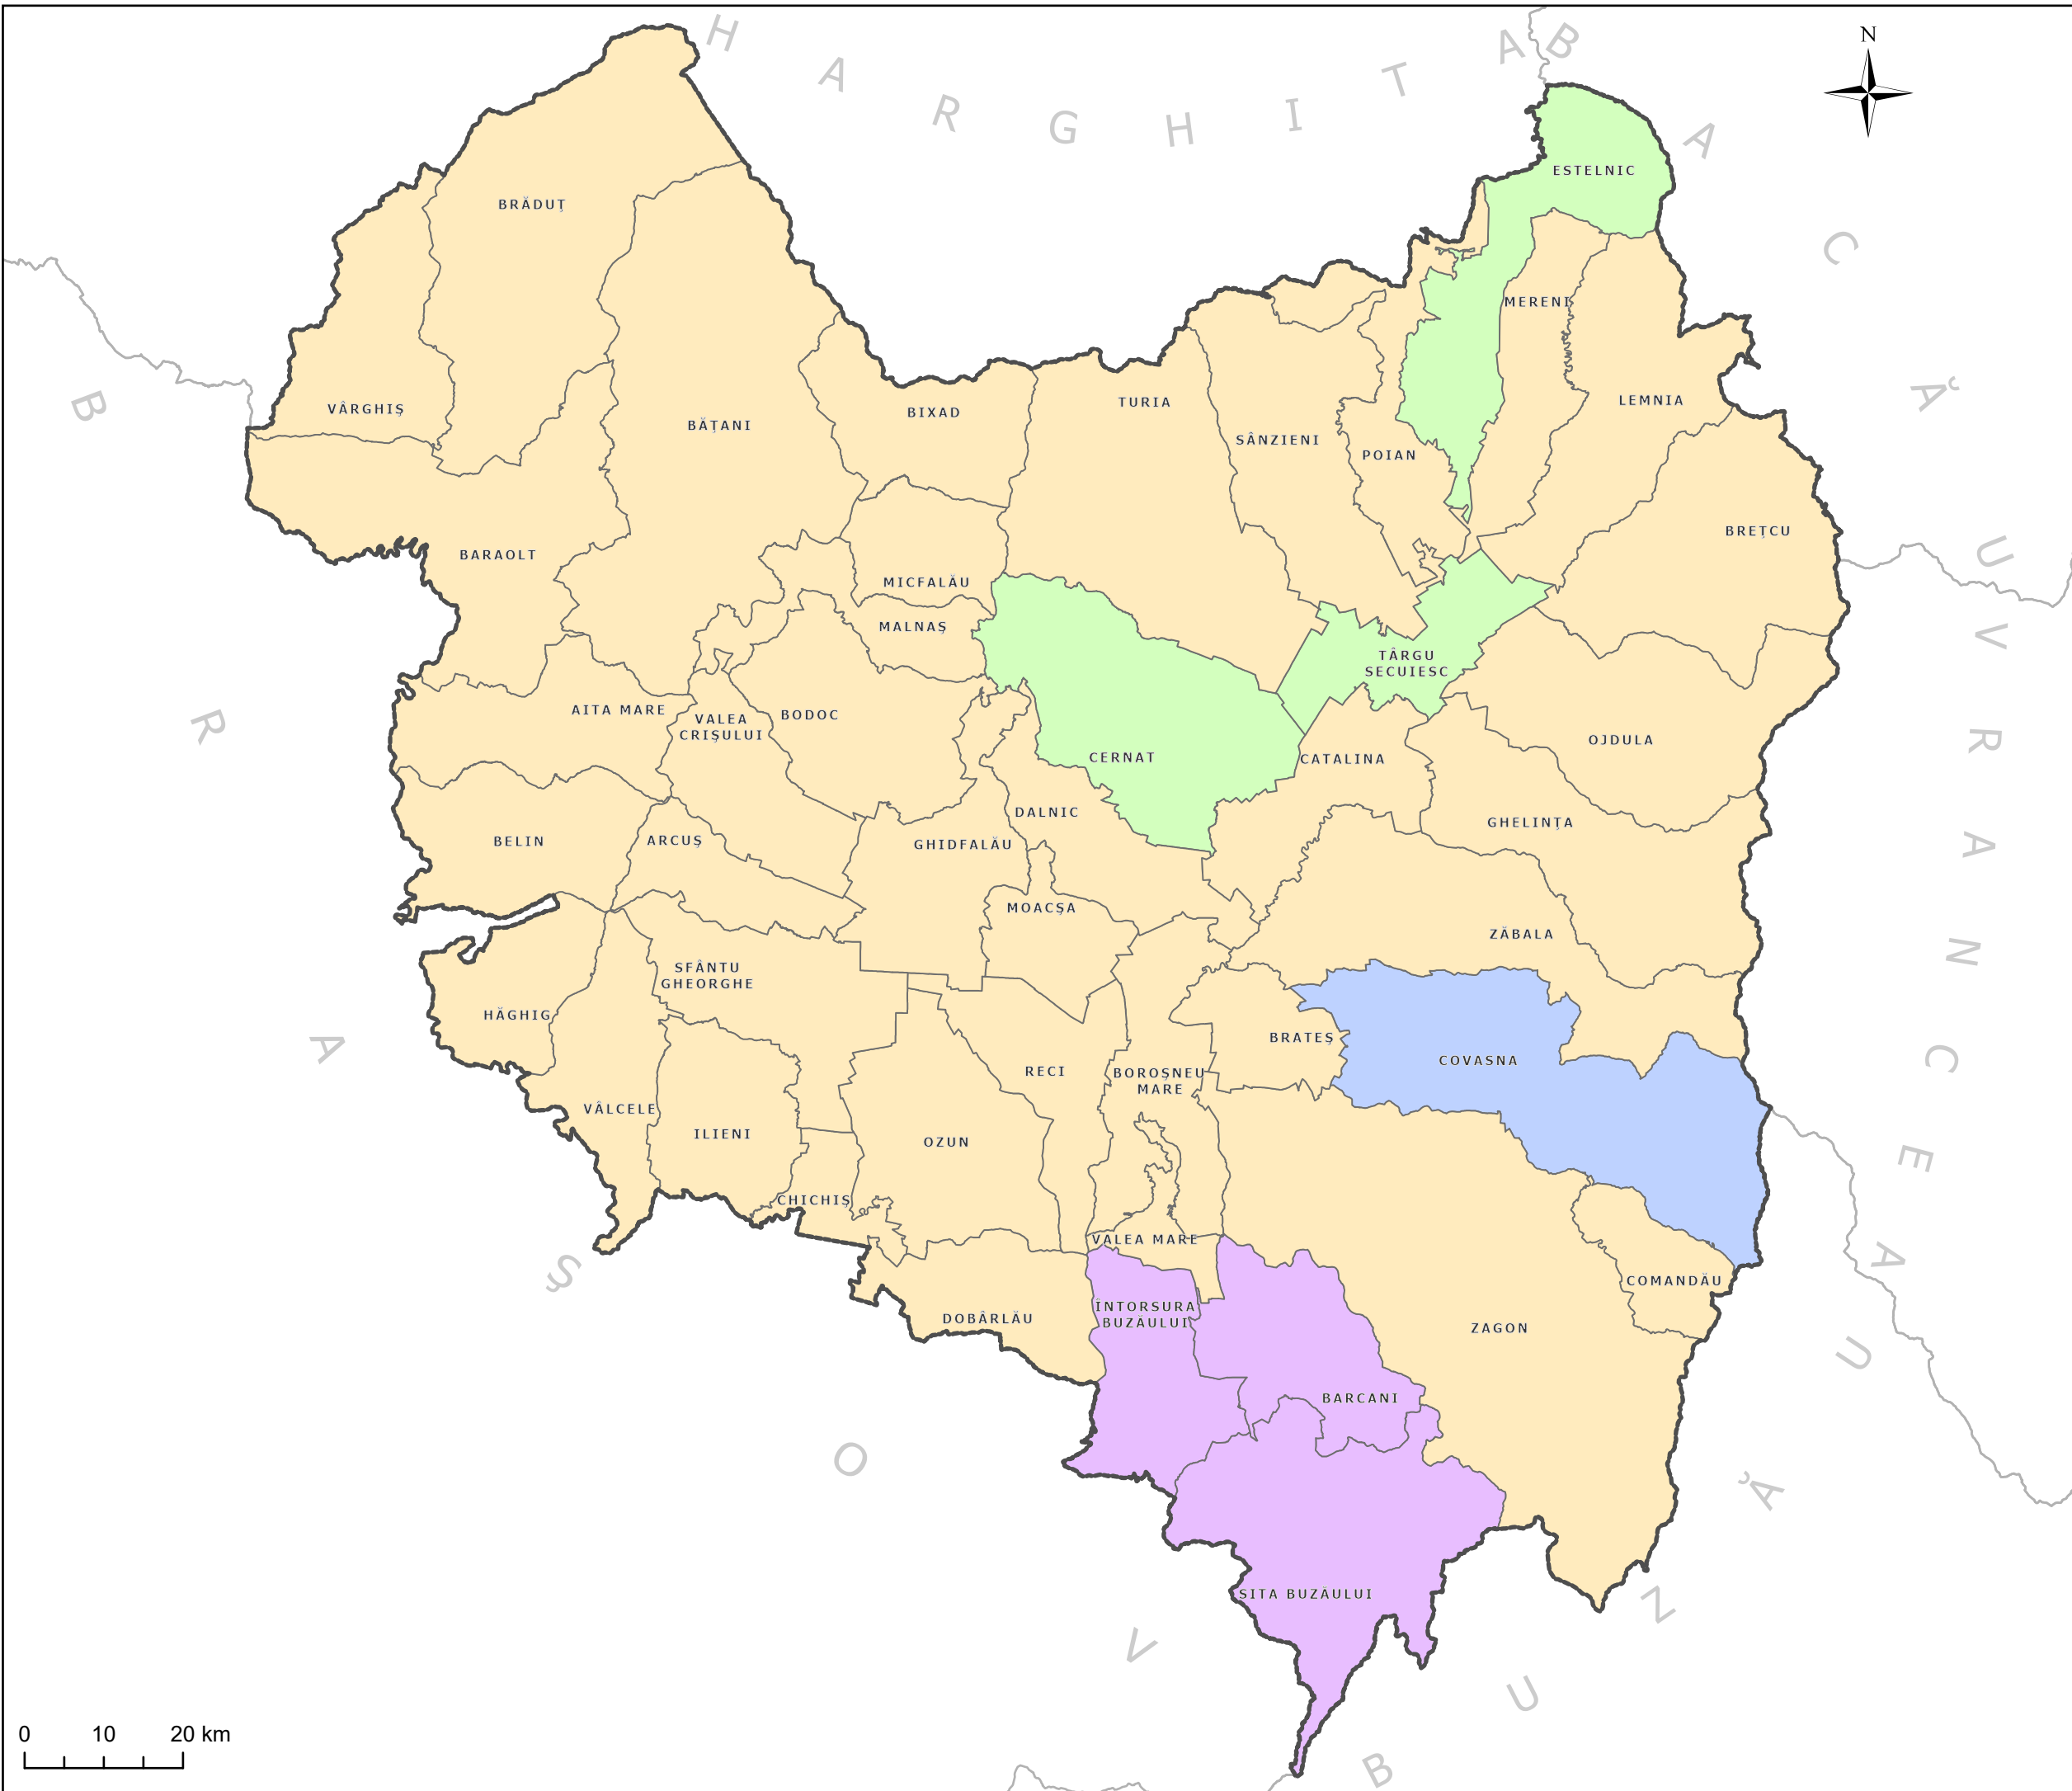 HARGHITA
N
BACĂU
ESTELNIC
BRĂDUȚ
MERENI
VÂRGHIȘ
BĂȚANI
BIXAD
TURIA
LEMNIA
SÂNZIENI
POIAN
BREȚCU
BARAOLT
MICFALĂU
MALNAȘ
TÂRGU
SECUIESC
AITA MARE
VALEA
CRIȘULUI
BODOC
OJDULA
CERNAT
CATALINA
DALNIC
GHELINȚA
BELIN
ARCUȘ
GHIDFALĂU
MOACȘA
ZĂBALA
SFÂNTU
GHEORGHE
HĂGHIG
BRATEȘ
COVASNA
RECI
BOROȘNEU
MARE
VÂLCELE
ILIENI
OZUN
CHICHIȘ
VALEA MARE
COMANDĂU
ÎNTORSURA
BUZĂULUI
DOBÂRLĂU
ZAGON
BARCANI
SITA BUZĂULUI
VRANCEA
BRAȘOV
BUZĂU
0 10 20 km